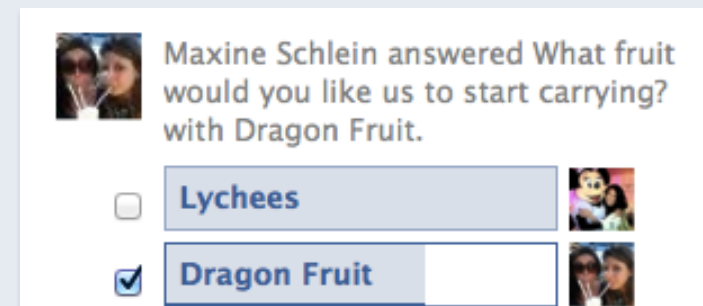 Maxine Schlein answered What fruit
would you like us to start carrying?
with Dragon Fruit.
Lychees
Dragon Fruit